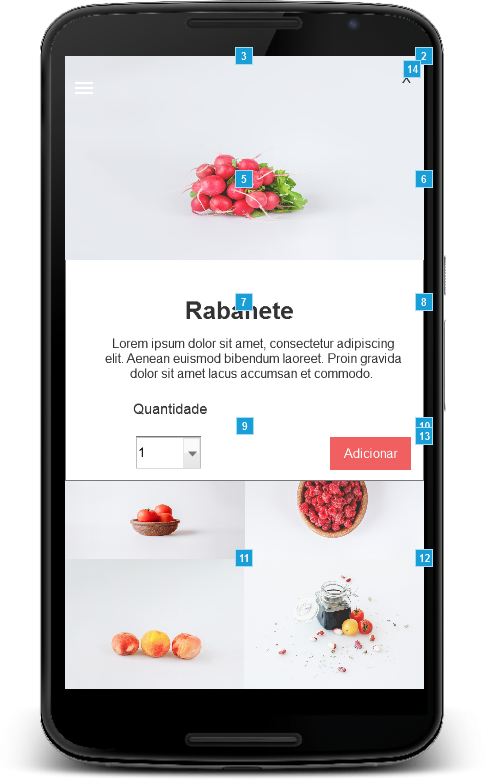 3
2
14
X
5
6
7
8
Rabanete
Lorem ipsum dolor sit amet, consectetur adipiscing
elit. Aenean euismod bibendum laoreet. Proin gravida
dolor sit amet lacus accumsan et commodo.
Quantidade
9
10
13
1
Adicionar
11
12